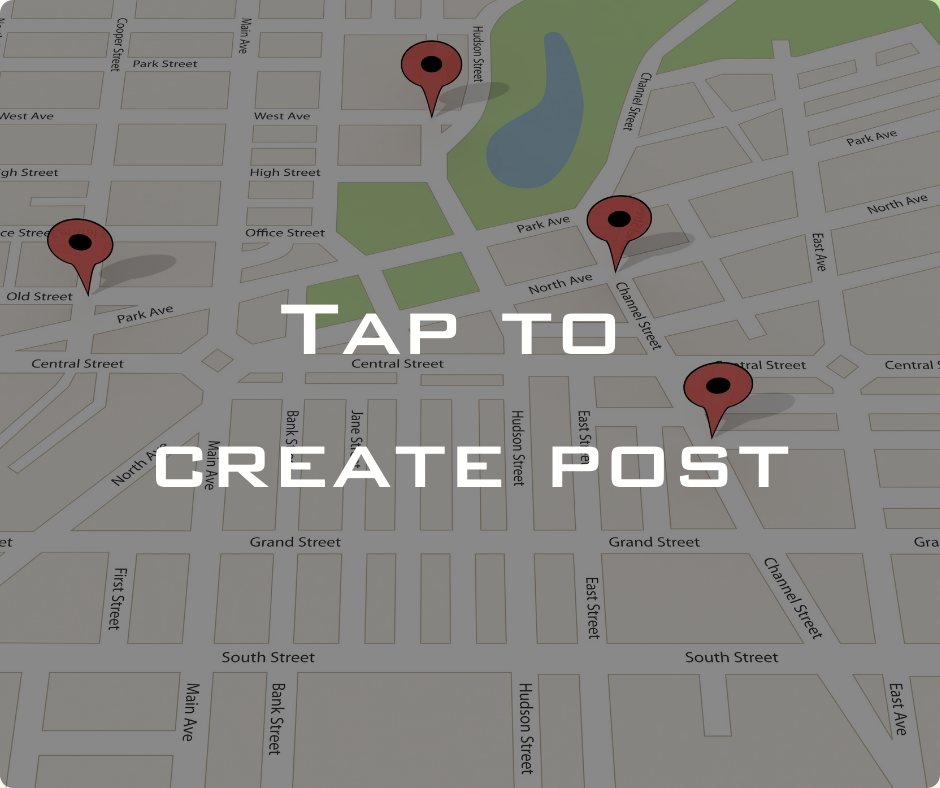 Cooper Street
Main Ave
Hudson Street
Park Street
Channel Street
West Ave
West Ave
Park Ave
gh Street
High Street
North Ave
ce Street
Office Street
Park Ave
East Ave
Old Street
North Ave
Park Ave
Channel Street
TAP TO
Central Street
Central Street
ntral Street
Central S
Bank S
Jane St
Hudson Street
East Street
North Ave
Main Ave
CREATE POST
et
Grand Street
Grand Street
Gra
First Street
East Street
Channel Street
South Street
South Street
Main Ave
Bank Street
Hudson Street
East Ave